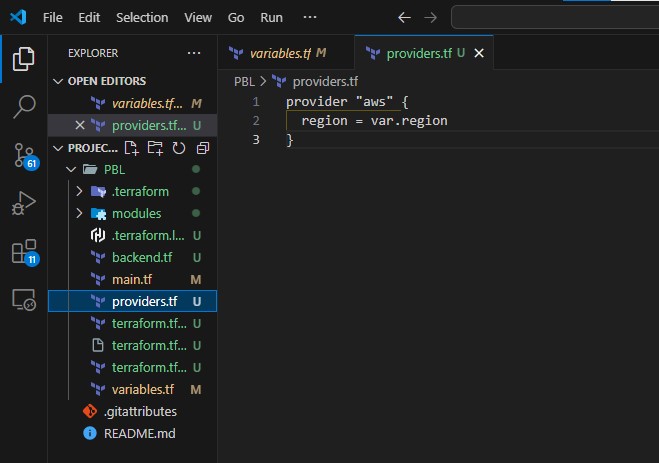 File Edit Selection View Go Run ···
EXPLORER ···
variables.tf M
providers.tf U
OPEN EDITORS
variables.tf... M
providers.tf... U
PROJEC...
PBL
.terraform
modules
.terraform.l... U
backend.tf U
main.tf M
providers.tf U
terraform.tf... U
terraform.tf... U
terraform.tf... U
variables.tf M
.gitattributes
README.md
61
11
PBL > providers.tf
1 provider "aws" {
2 region = var.region
3 }